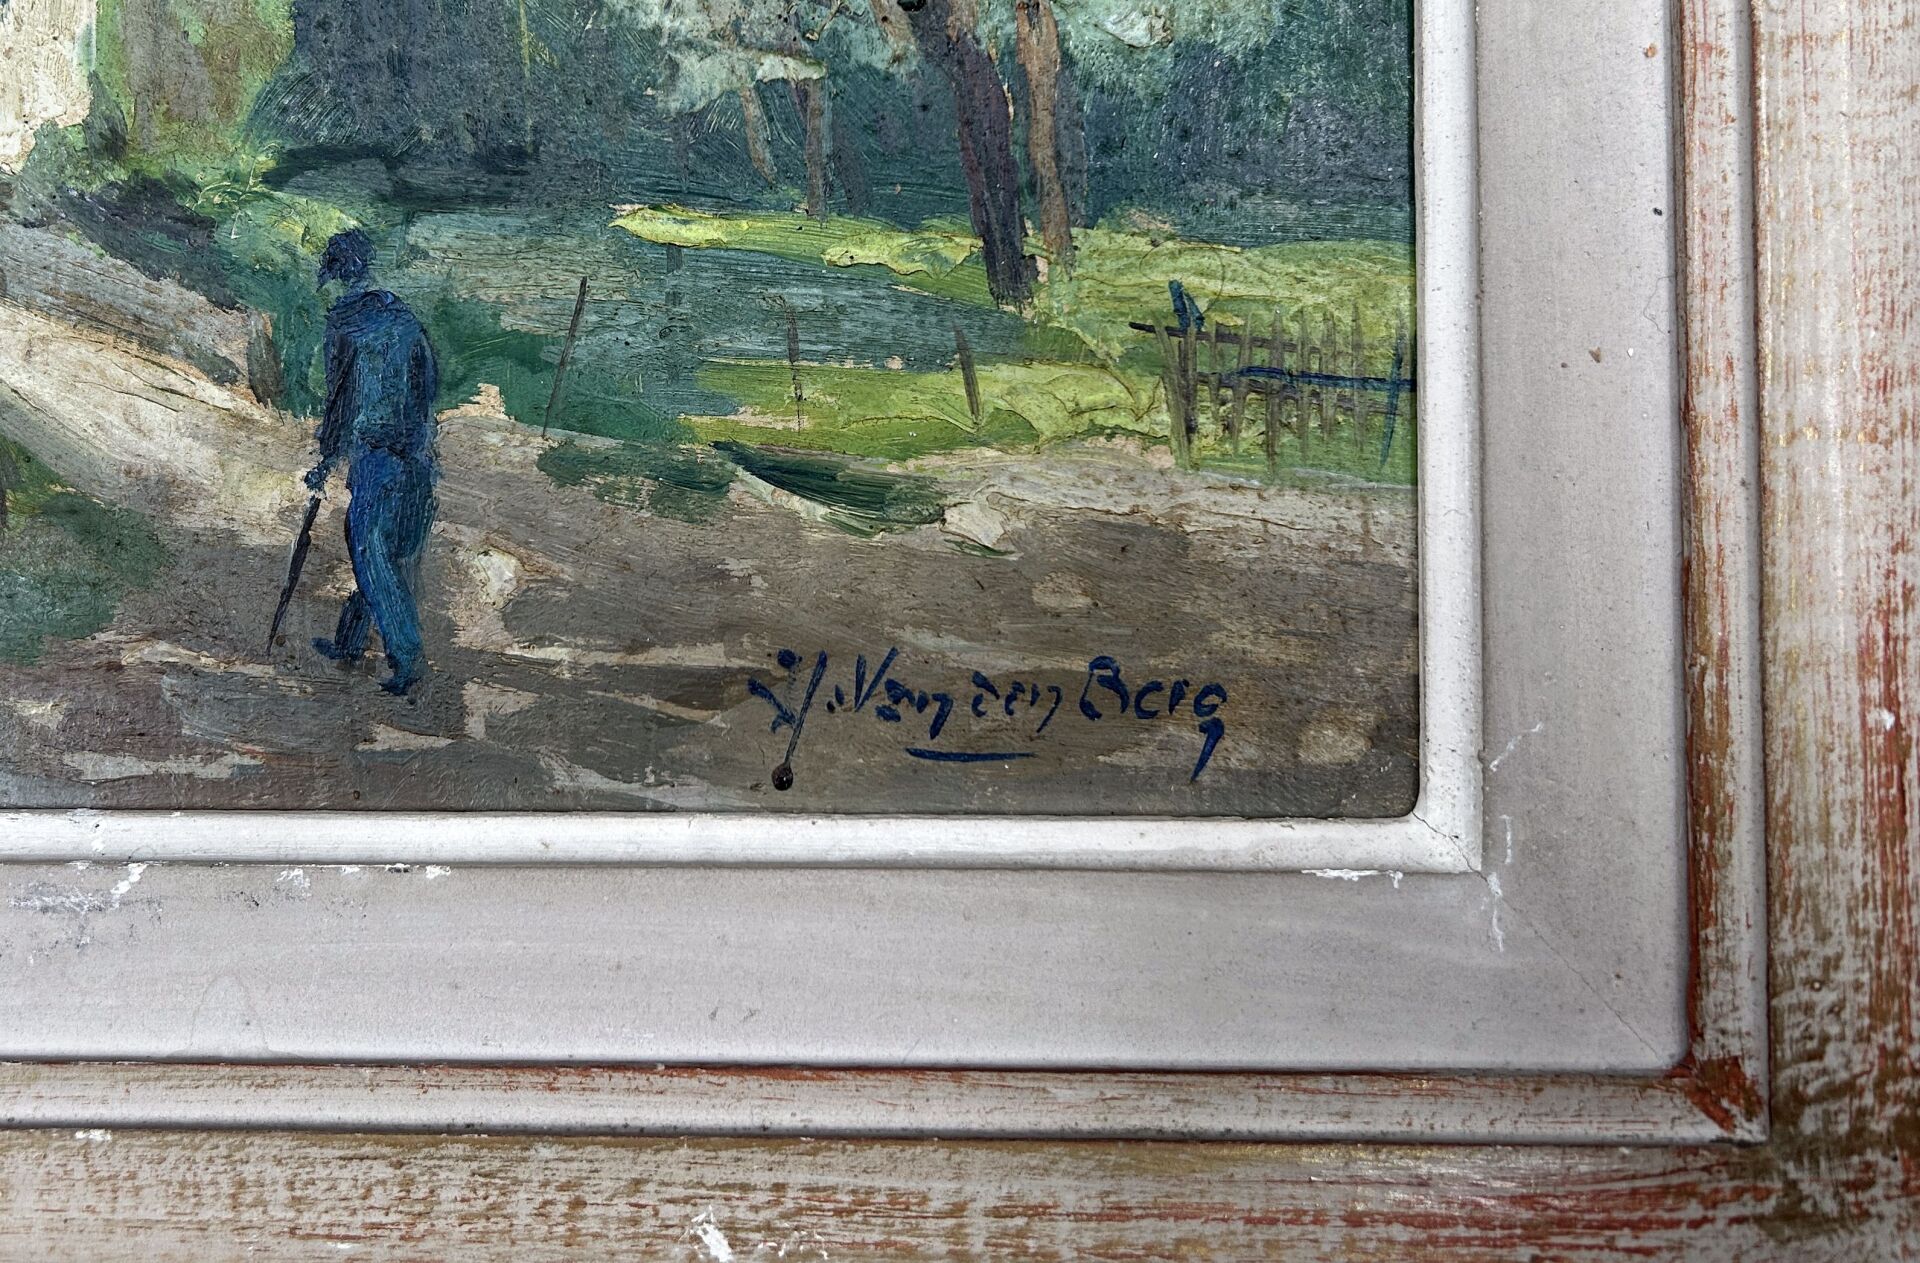 H. Van den Berg